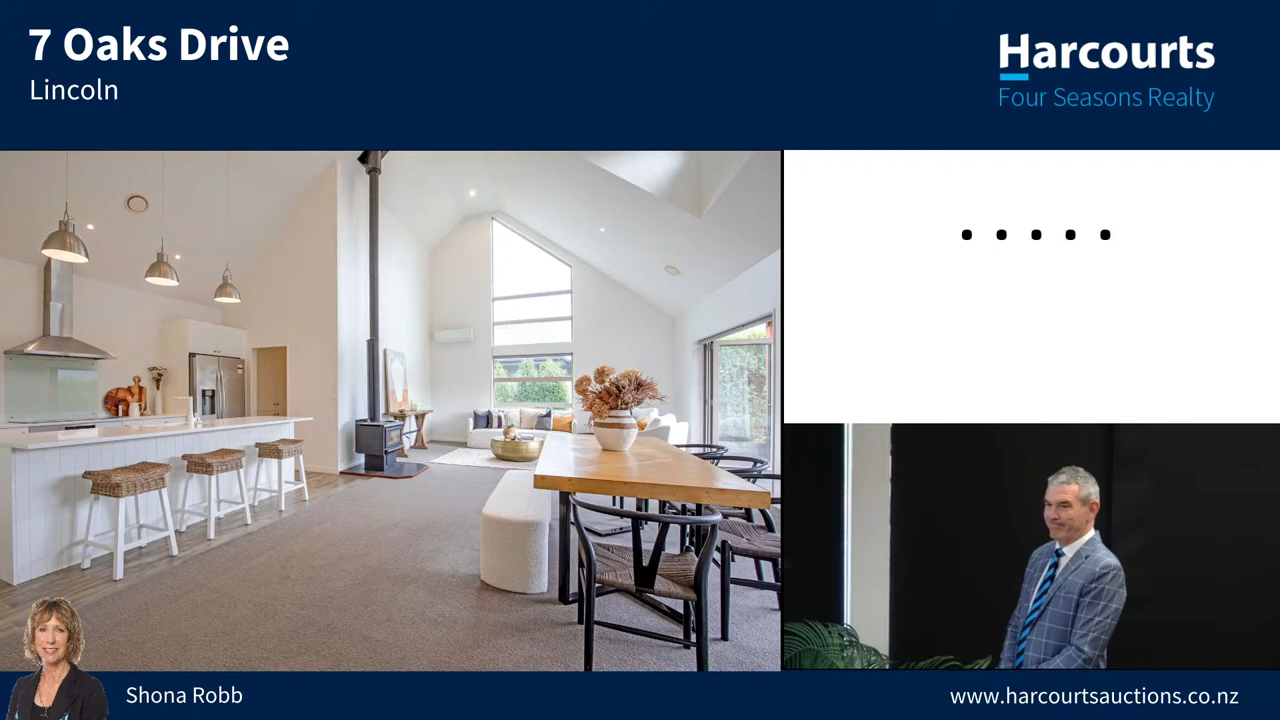 7 Oaks Drive
Lincoln
Harcourts
Four Seasons Realty
.....
Shona Robb
www.harcourtsauctions.co.nz